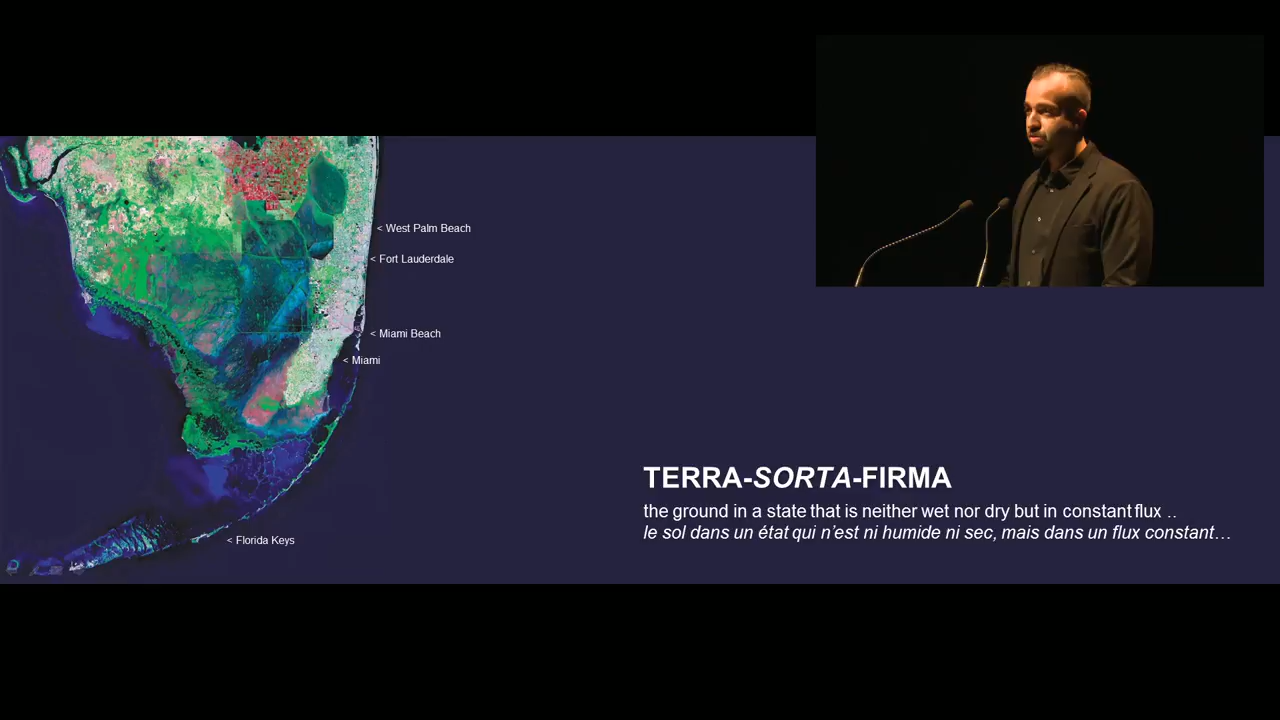 < West Palm Beach
< Fort Lauderdale
< Miami Beach
< Miami
< Florida Keys
TERRA-SORTA-FIRMA
the ground in a state that is neither wet nor dry but in constant flux ..
le sol dans un état qui n'est ni humide ni sec, mais dans un flux constant…